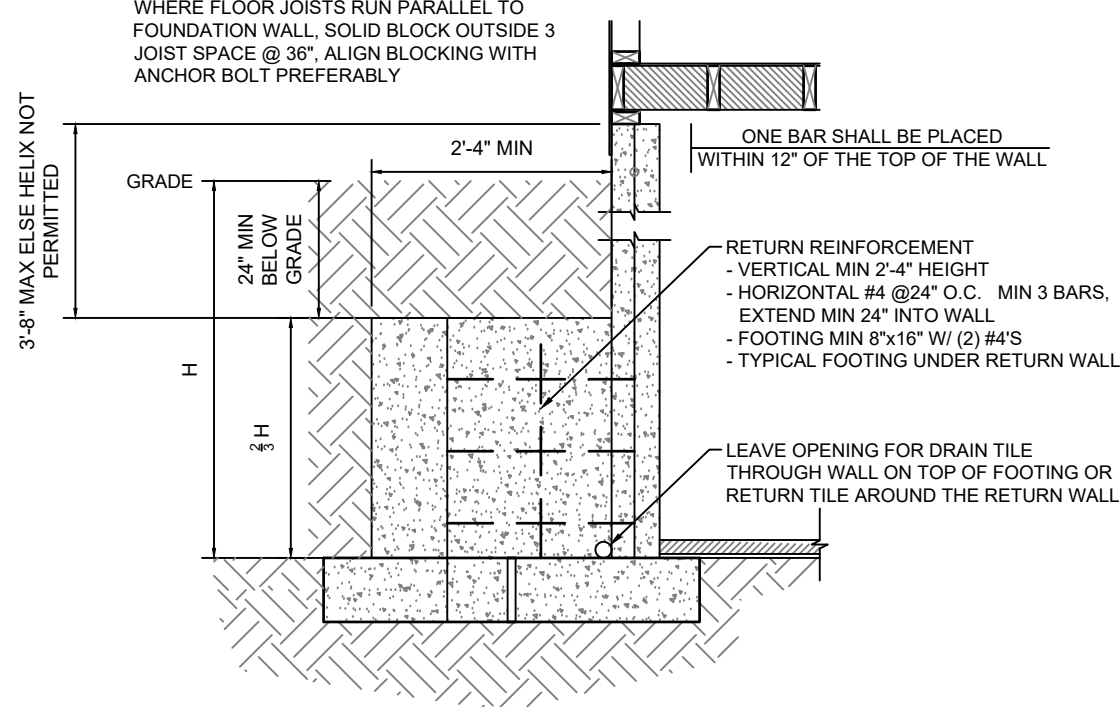 WHERE FLOOR JOISTS RUN PARALLEL TO
FOUNDATION WALL, SOLID BLOCK OUTSIDE 3
JOIST SPACE @ 36", ALIGN BLOCKING WITH
ANCHOR BOLT PREFERABLY
3'-8" MAX ELSE HELIX NOT
PERMITTED
GRADE
2'-4" MIN
ONE BAR SHALL BE PLACED
WITHIN 12" OF THE TOP OF THE WALL
24" MIN
BELOW
GRADE
H
2/3 H
RETURN REINFORCEMENT
- VERTICAL MIN 2'-4" HEIGHT
- HORIZONTAL #4 @24" O.C. MIN 3 BARS,
EXTEND MIN 24" INTO WALL
- FOOTING MIN 8"x16" W/ (2) #4'S
- TYPICAL FOOTING UNDER RETURN WALL
LEAVE OPENING FOR DRAIN TILE
THROUGH WALL ON TOP OF FOOTING OR
RETURN TILE AROUND THE RETURN WALL